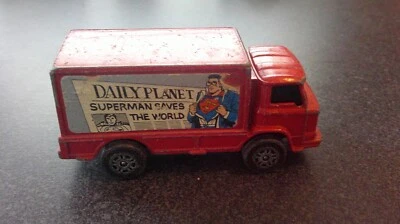 DAILY PLANET
SUPERMAN SAVES
THE WORLD